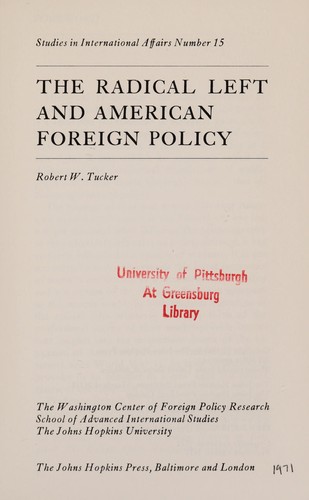 Studies in International Affairs Number 15
THE RADICAL LEFT
AND AMERICAN
FOREIGN POLICY
Robert W. Tucker
University of Pittsburgh
At Greensburg
Library
The Washington Center of Foreign Policy Research
School of Advanced International Studies
The Johns Hopkins University
The Johns Hopkins Press, Baltimore and London
1971